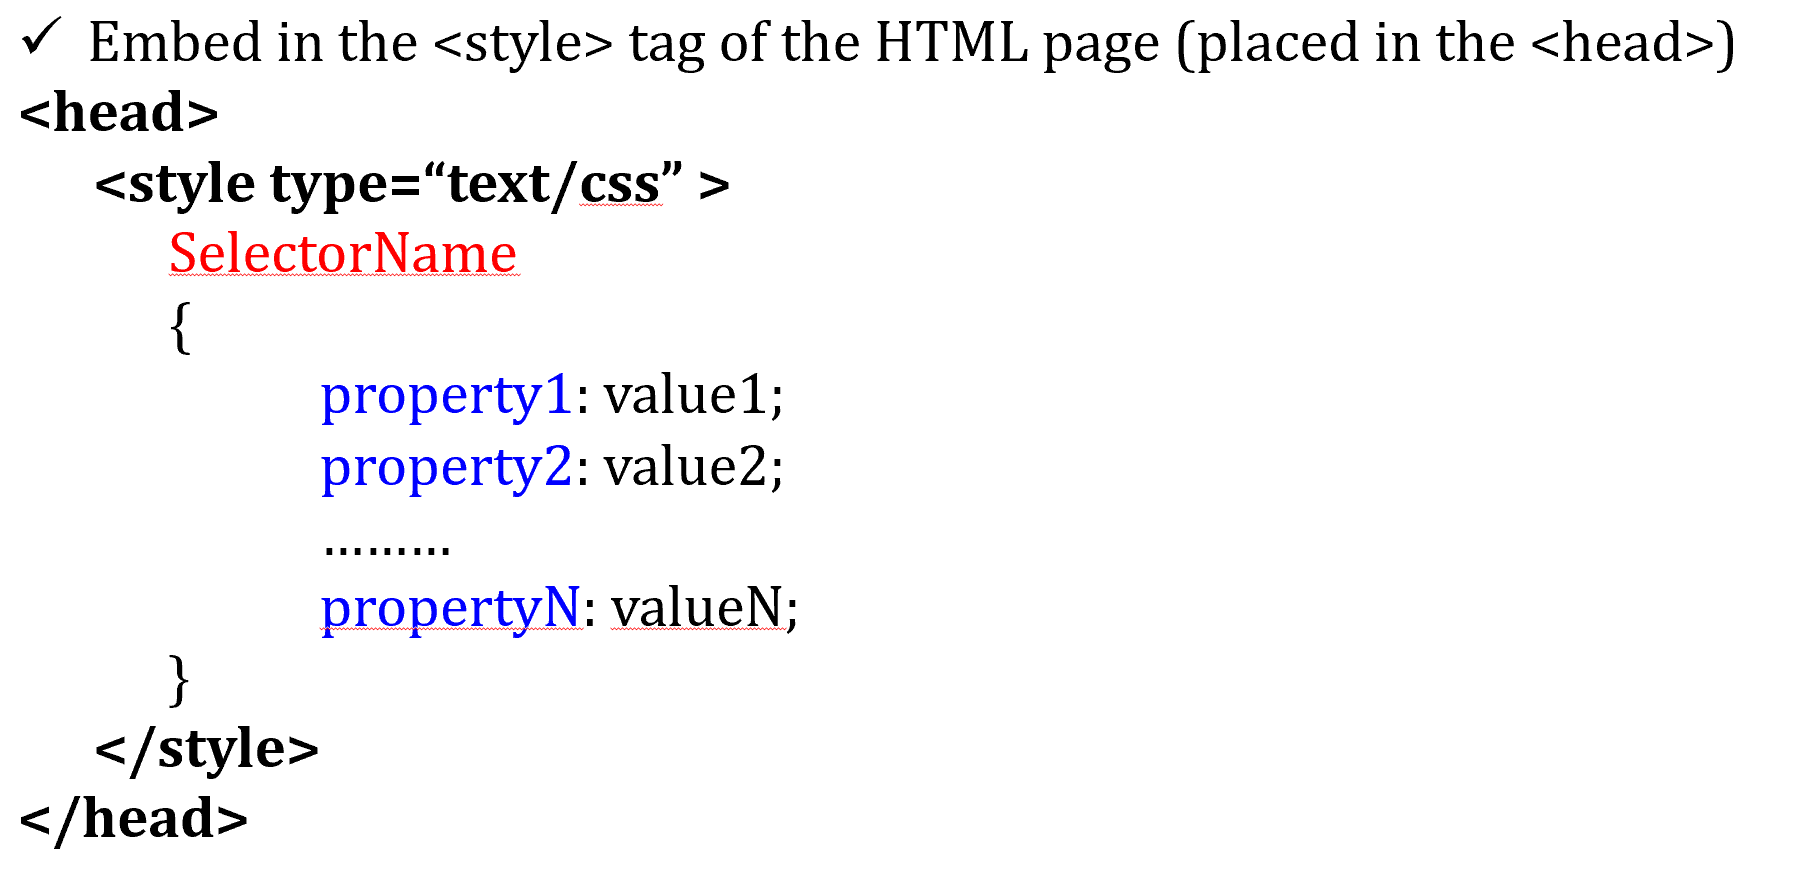 ✓ Embed in the <style> tag of the HTML page (placed in the <head>)
<head>
<style type=“text/css” >
SelectorName
{
property1: value1;
property2: value2;
………
propertyN: valueN;
}
</style>
</head>